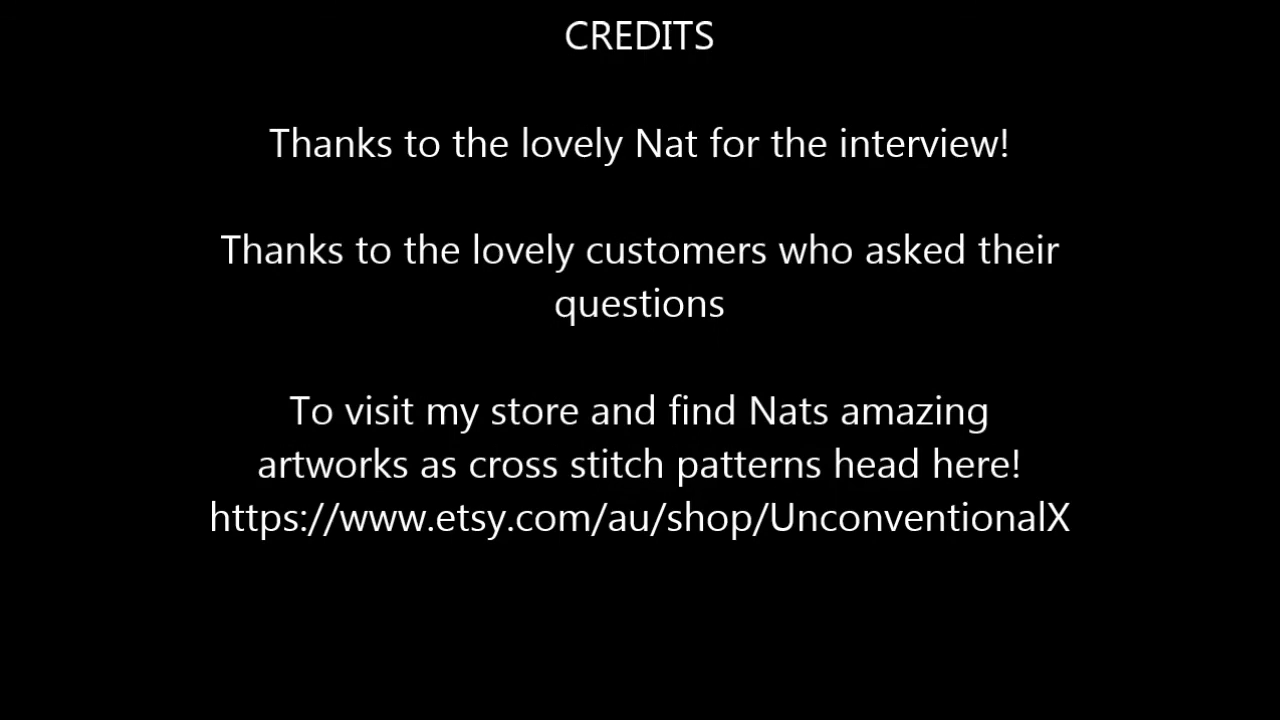 CREDITS
Thanks to the lovely Nat for the interview!
Thanks to the lovely customers who asked their
questions
To visit my store and find Nats amazing
artworks as cross stitch patterns head here!
https://www.etsy.com/au/shop/UnconventionalX